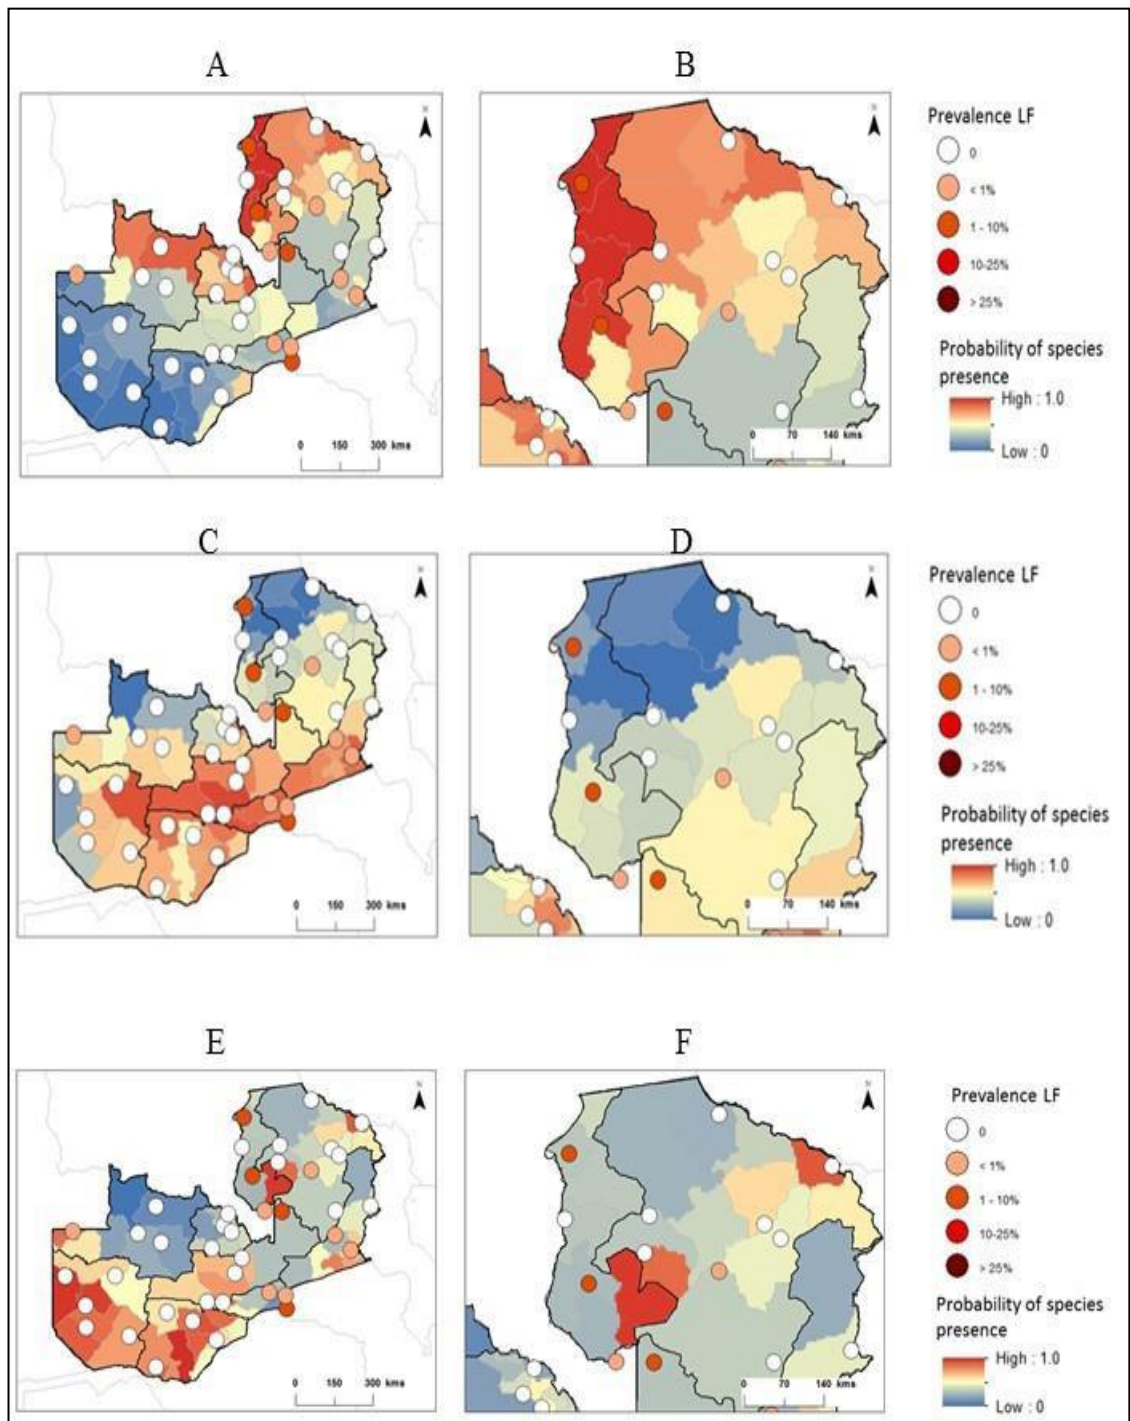 A
B
N
N
0 150 300 kms
0 70 140 kms
Prevalence LF
0
< 1%
1 - 10%
10-25%
> 25%
Probability of species
presence
High : 1.0
Low : 0
C
D
N
N
0 150 300 kms
0 70 140 kms
Prevalence LF
0
< 1%
1 - 10%
10-25%
> 25%
Probability of species
presence
High : 1.0
Low : 0
E
F
N
N
0 150 300 kms
0 70 140 kms
Prevalence LF
0
< 1%
1 - 10%
10-25%
> 25%
Probability of species
presence
High : 1.0
Low : 0